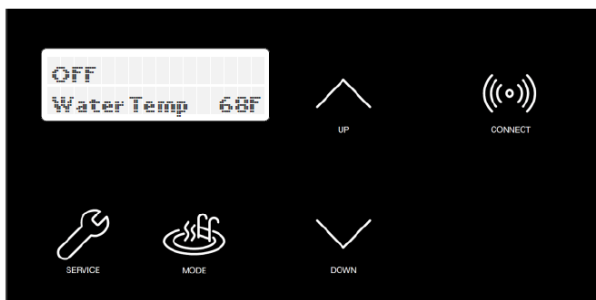 OFF
Water Temp 68F
UP
CONNECT
SERVICE
MODE
DOWN